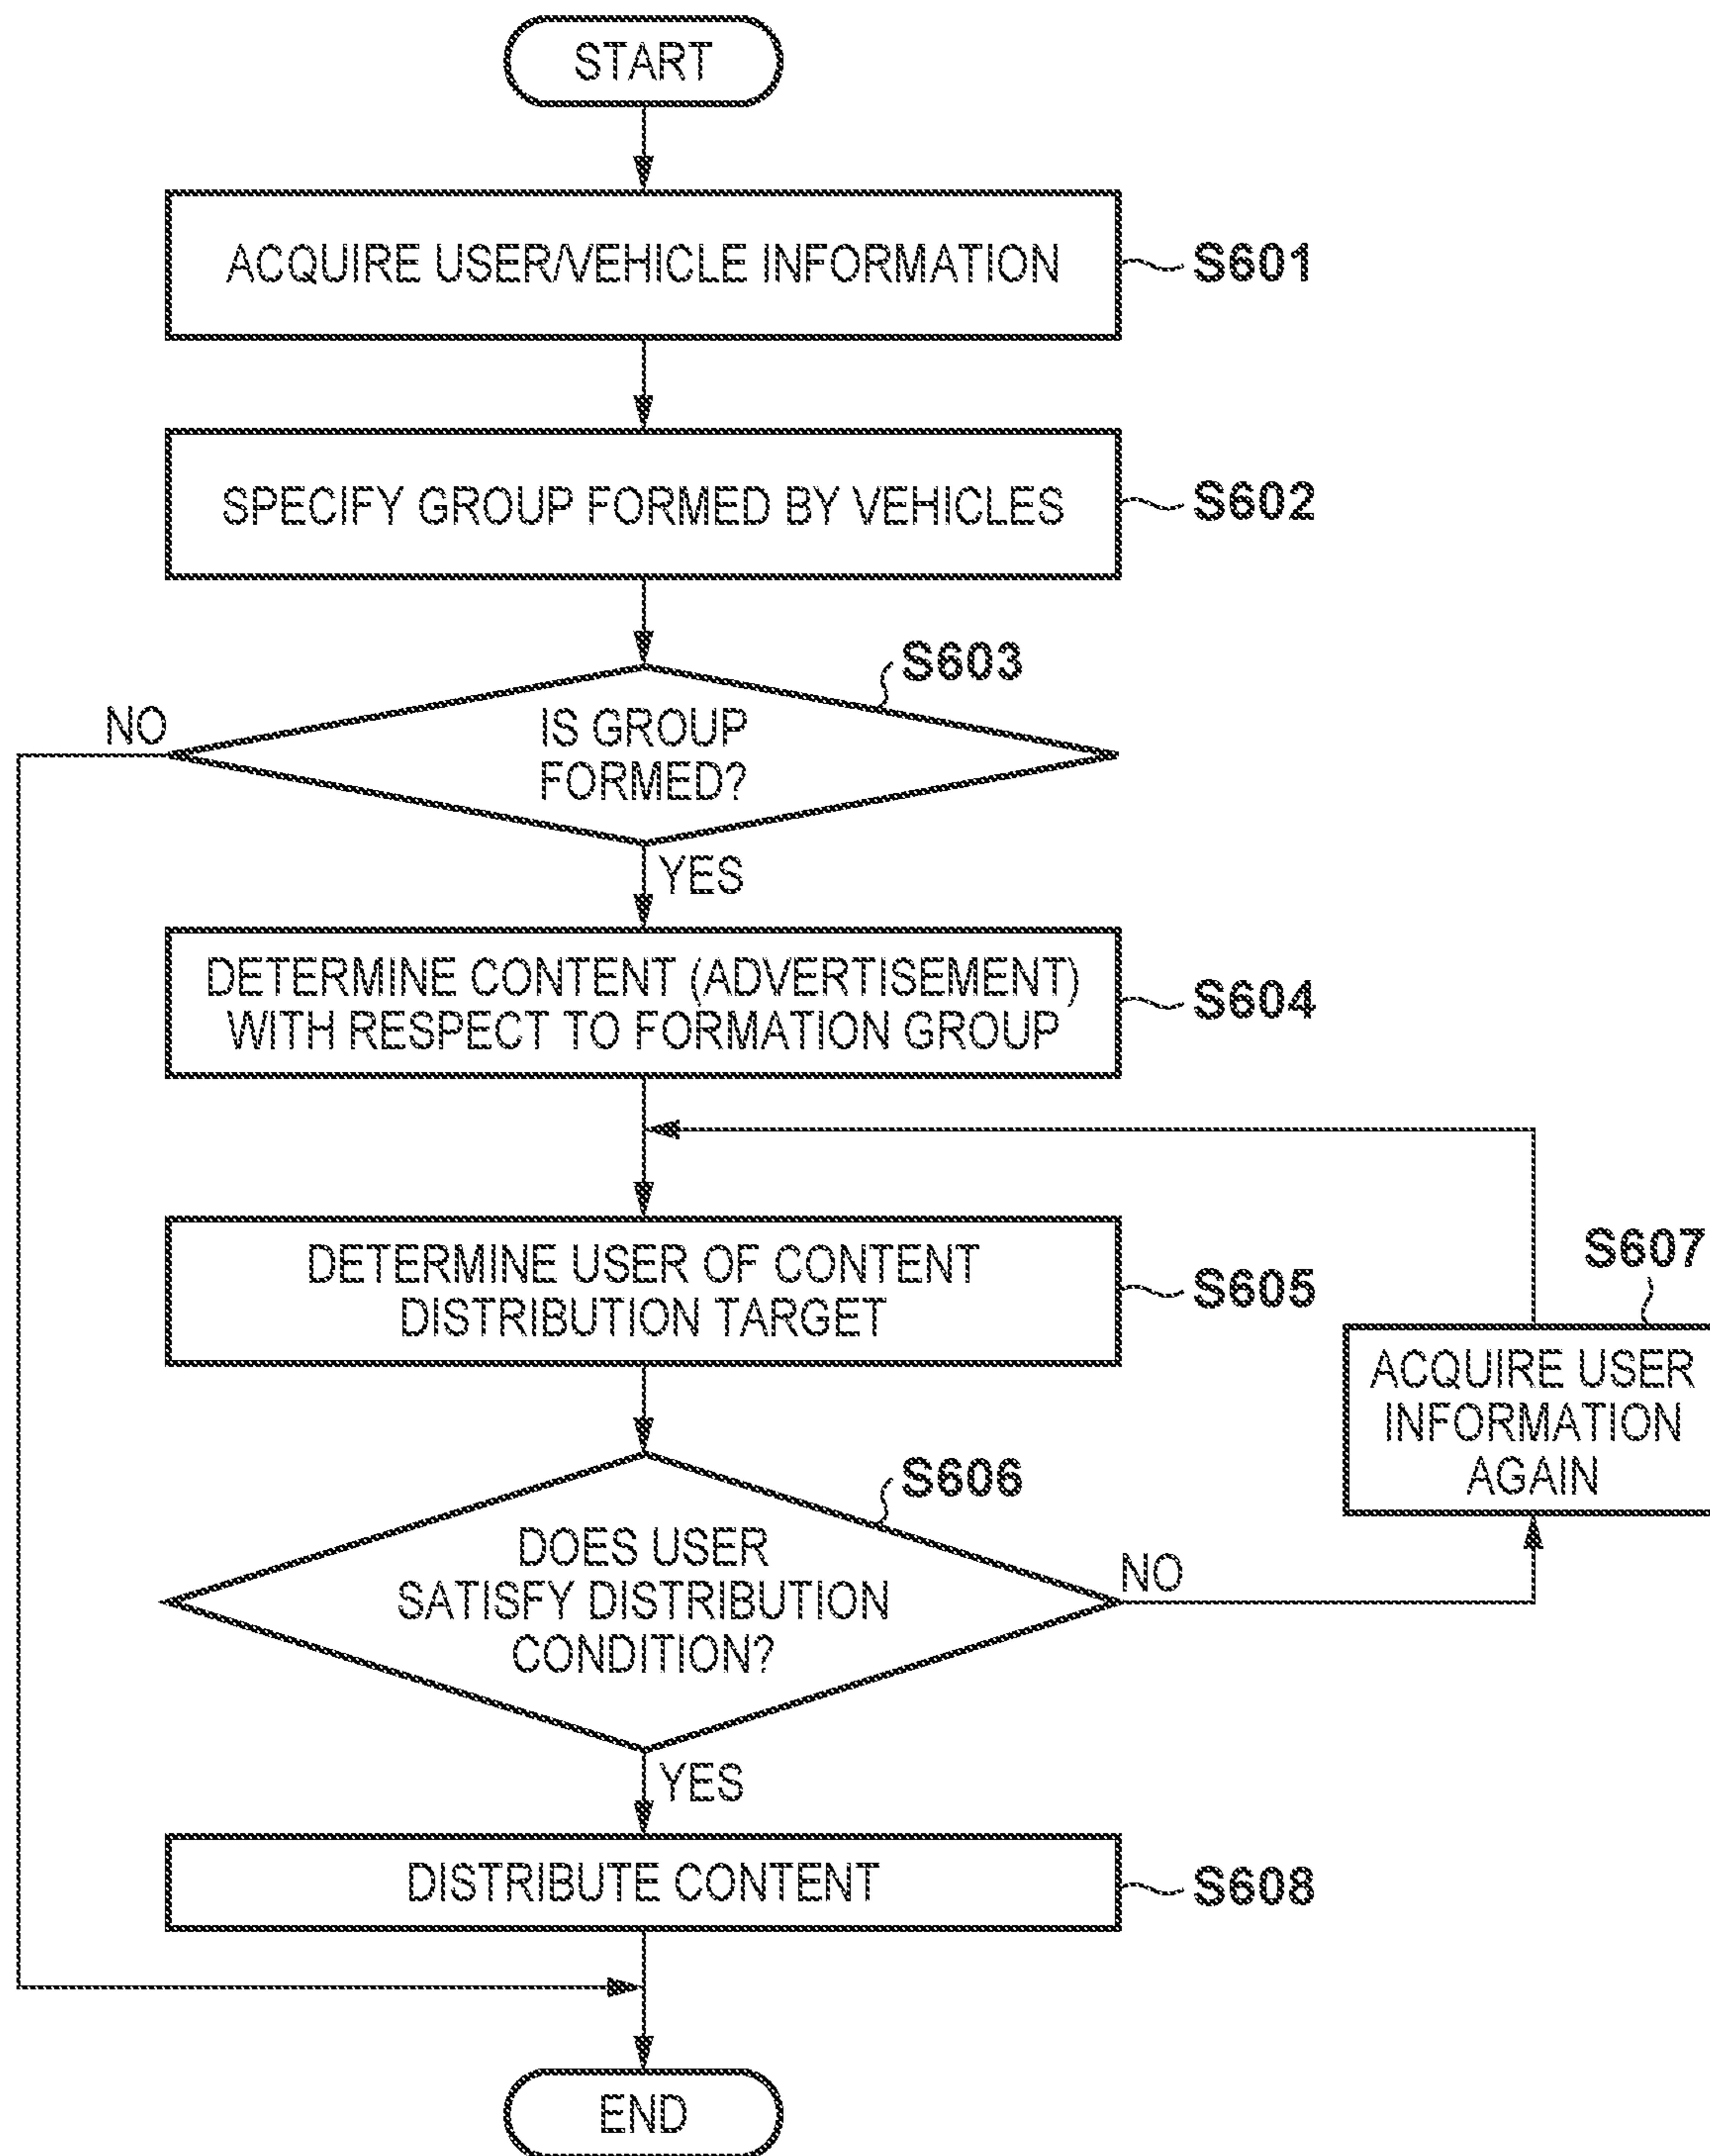 START
ACQUIRE USER/VEHICLE INFORMATION
S601
SPECIFY GROUP FORMED BY VEHICLES
S602
S603
NO
IS GROUP
FORMED?
YES
DETERMINE CONTENT (ADVERTISEMENT)
WITH RESPECT TO FORMATION GROUP
S604
DETERMINE USER OF CONTENT
DISTRIBUTION TARGET
S605
S607
ACQUIRE USER
INFORMATION
AGAIN
S606
DOES USER
SATISFY DISTRIBUTION
CONDITION?
NO
YES
DISTRIBUTE CONTENT
S608
END